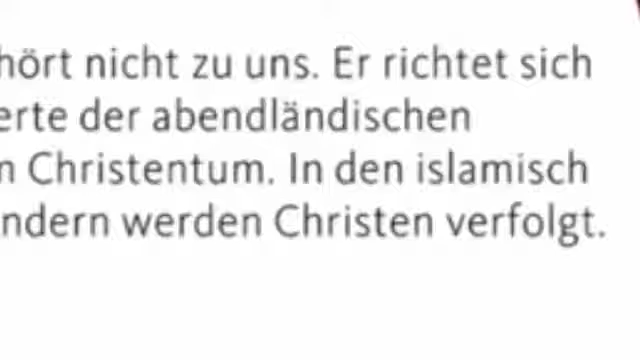 hört nicht zu uns. Er richtet sich
erte der abendländischen
n Christentum. In den islamisch
ndern werden Christen verfolgt.